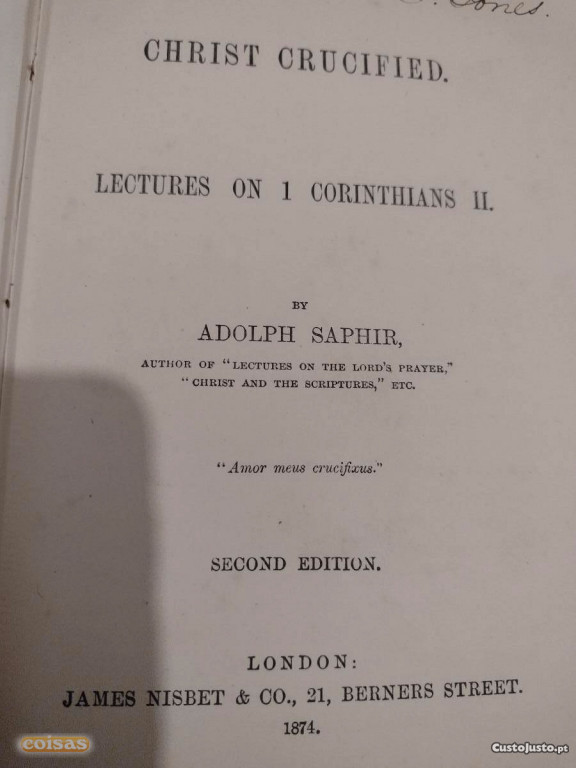 Jones.
CHRIST CRUCIFIED.
LECTURES ON 1 CORINTHIANS II.
BY
ADOLPH SAPHIR,
AUTHOR OF "LECTURES ON THE LORD'S PRAYER,"
"CHRIST AND THE SCRIPTURES," ETC.
"Amor meus crucifixus."
SECOND EDITION.
LONDON:
JAMES NISBET & CO., 21, BERNERS STREET.
1874.
coisas
CustoJusto.pt